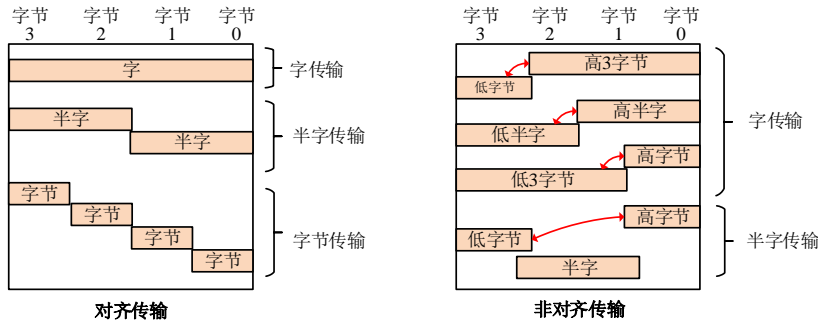 字节 字节 字节 字节
3 2 1 0
字
字传输
半字
半字
半字传输
字节
字节
字节
字节
字节传输
对齐传输
字节 字节 字节 字节
3 2 1 0
高3字节
低字节
高半字
低半字
高字节
低3字节
字传输
高字节
低字节
半字
半字传输
非对齐传输